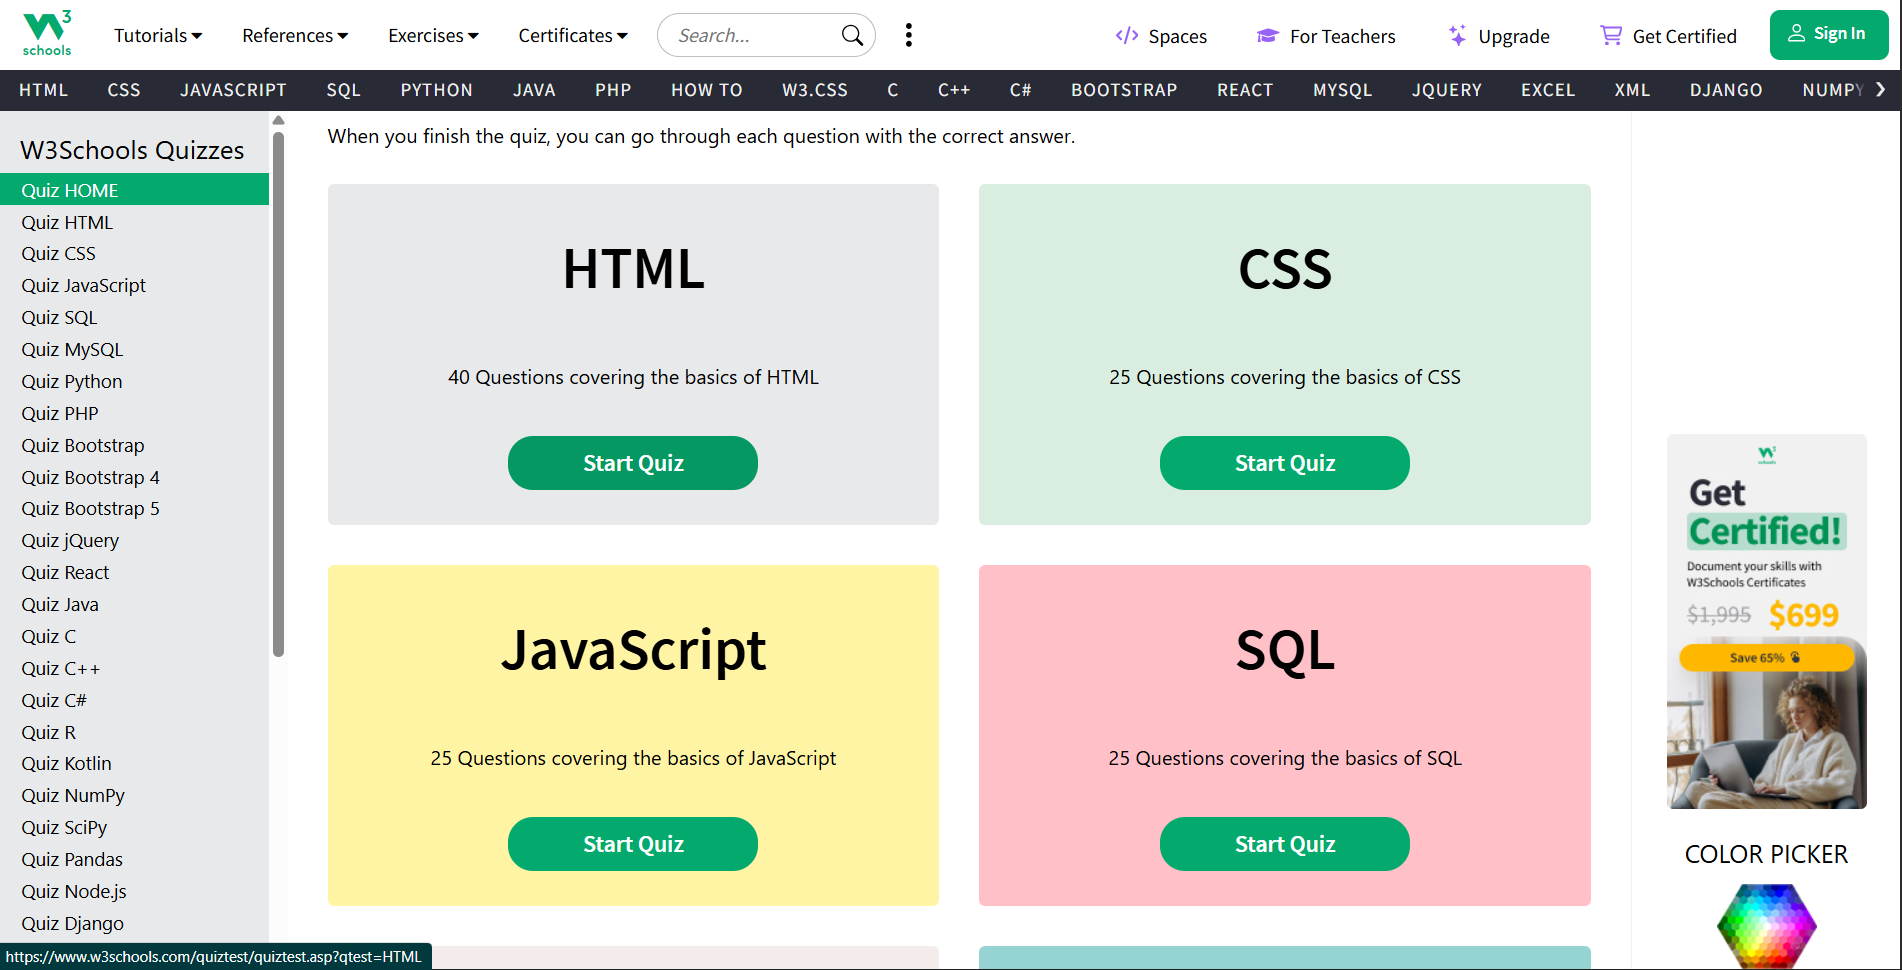 W3
schools
Tutorials
References
Exercises
Certificates
Search...
Spaces
For Teachers
Upgrade
Get Certified
Sign In
HTML CSS JAVASCRIPT SQL PYTHON JAVA PHP HOW TO W3.CSS C C++ C# BOOTSTRAP REACT MYSQL JQUERY EXCEL XML DJANGO NUMPY
W3Schools Quizzes
Quiz HOME
Quiz HTML
Quiz CSS
Quiz JavaScript
Quiz SQL
Quiz MySQL
Quiz Python
Quiz PHP
Quiz Bootstrap
Quiz Bootstrap 4
Quiz Bootstrap 5
Quiz jQuery
Quiz React
Quiz Java
Quiz C
Quiz C++
Quiz C#
Quiz R
Quiz Kotlin
Quiz NumPy
Quiz SciPy
Quiz Pandas
Quiz Node.js
Quiz Django
https://www.w3schools.com/quiztest/quiztest.asp?qtest=HTML
When you finish the quiz, you can go through each question with the correct answer.
HTML
40 Questions covering the basics of HTML
Start Quiz
CSS
25 Questions covering the basics of CSS
Start Quiz
JavaScript
25 Questions covering the basics of JavaScript
Start Quiz
SQL
25 Questions covering the basics of SQL
Start Quiz
W3
schools
Get
Certified!
Document your skills with
W3Schools Certificates
$1,995 $699
Save 65%
COLOR PICKER